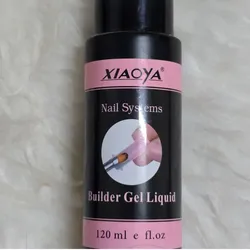 XIAOYA
Nail Systems
Builder Gel Liquid
120 ml e fl.oz